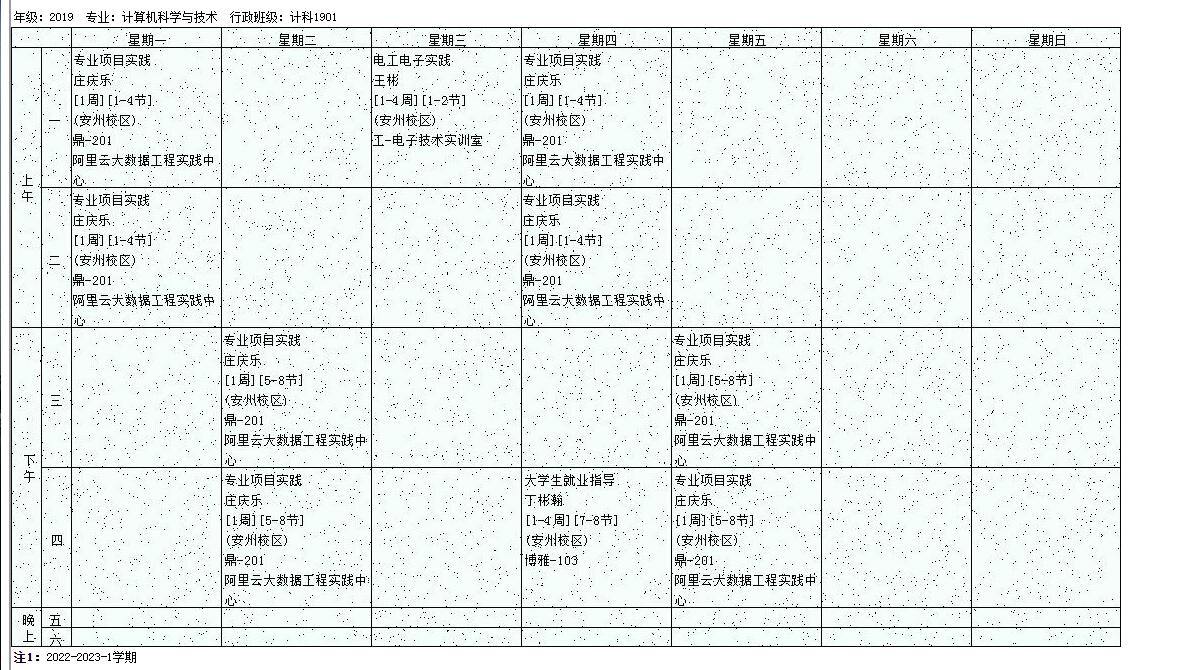 年级：2019　专业：计算机科学与技术　行政班级：计科1901
星期一 星期二 星期三 星期四 星期五 星期六 星期日
上午
一
专业项目实践
庄庆乐
[1周][1-4节]
(安州校区)
鼎-201
阿里云大数据工程实践中
心
电工电子实践
王彬
[1-4周][1-2节]
(安州校区)
工-电子技术实训室
专业项目实践
庄庆乐
[1周][1-4节]
(安州校区)
鼎-201
阿里云大数据工程实践中
心
二
专业项目实践
庄庆乐
[1周][1-4节]
(安州校区)
鼎-201
阿里云大数据工程实践中
心
专业项目实践
庄庆乐
[1周][1-4节]
(安州校区)
鼎-201
阿里云大数据工程实践中
心
下午
三
专业项目实践
庄庆乐
[1周][5-8节]
(安州校区)
鼎-201
阿里云大数据工程实践中
心
专业项目实践
庄庆乐
[1周][5-8节]
(安州校区)
鼎-201
阿里云大数据工程实践中
心
四
专业项目实践
庄庆乐
[1周][5-8节]
(安州校区)
鼎-201
阿里云大数据工程实践中
心
大学生就业指导
丁彬瀚
[1-4周][7-8节]
(安州校区)
博雅-103
专业项目实践
庄庆乐
[1周][5-8节]
(安州校区)
鼎-201
阿里云大数据工程实践中
心
晚上
五
六
注1：2022-2023-1学期